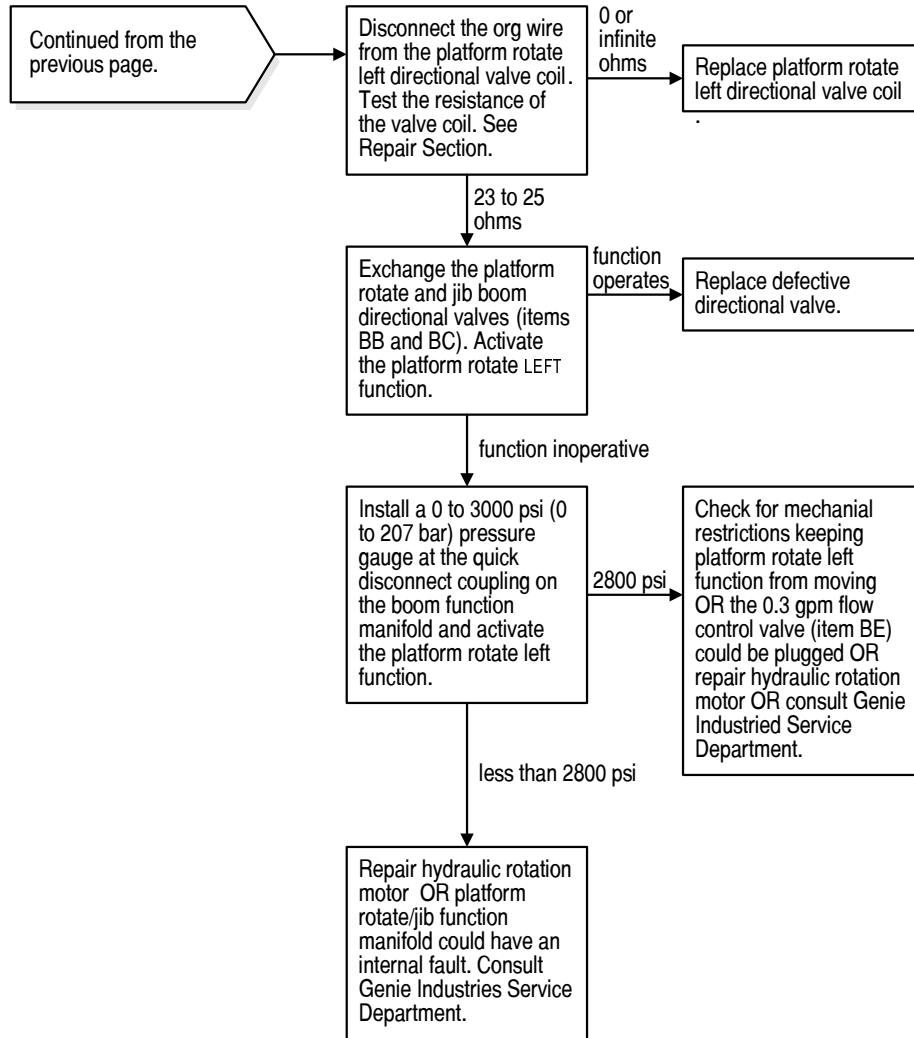 Continued from the
previous page.
Disconnect the org wire
from the platform rotate
left directional valve coil.
Test the resistance of
the valve coil. See
Repair Section.
0 or
infinite
ohms
Replace platform rotate
left directional valve coil
.
23 to 25
ohms
Exchange the platform
rotate and jib boom
directional valves (items
BB and BC). Activate
the platform rotate LEFT
function.
function
operates
Replace defective
directional valve.
function inoperative
Install a 0 to 3000 psi (0
to 207 bar) pressure
gauge at the quick
disconnect coupling on
the boom function
manifold and activate
the platform rotate left
function.
2800 psi
Check for mechanial
restrictions keeping
platform rotate left
function from moving
OR the 0.3 gpm flow
control valve (item BE)
could be plugged OR
repair hydraulic rotation
motor OR consult Genie
Industried Service
Department.
less than 2800 psi
Repair hydraulic rotation
motor OR platform
rotate/jib function
manifold could have an
internal fault. Consult
Genie Industries Service
Department.